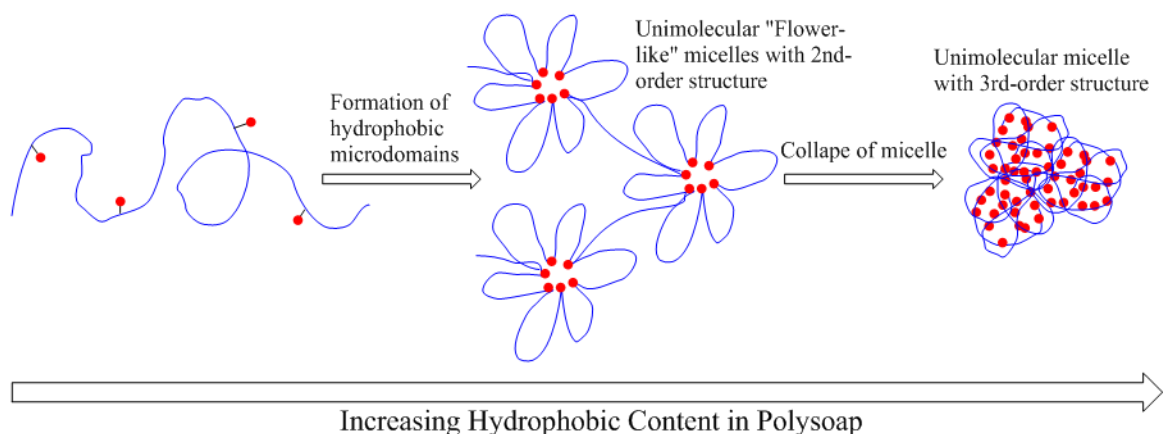 Formation of
hydrophobic
microdomains
Unimolecular "Flower-
like" micelles with 2nd-
order structure
Collape of micelle
Unimolecular micelle
with 3rd-order structure
Increasing Hydrophobic Content in Polysoap